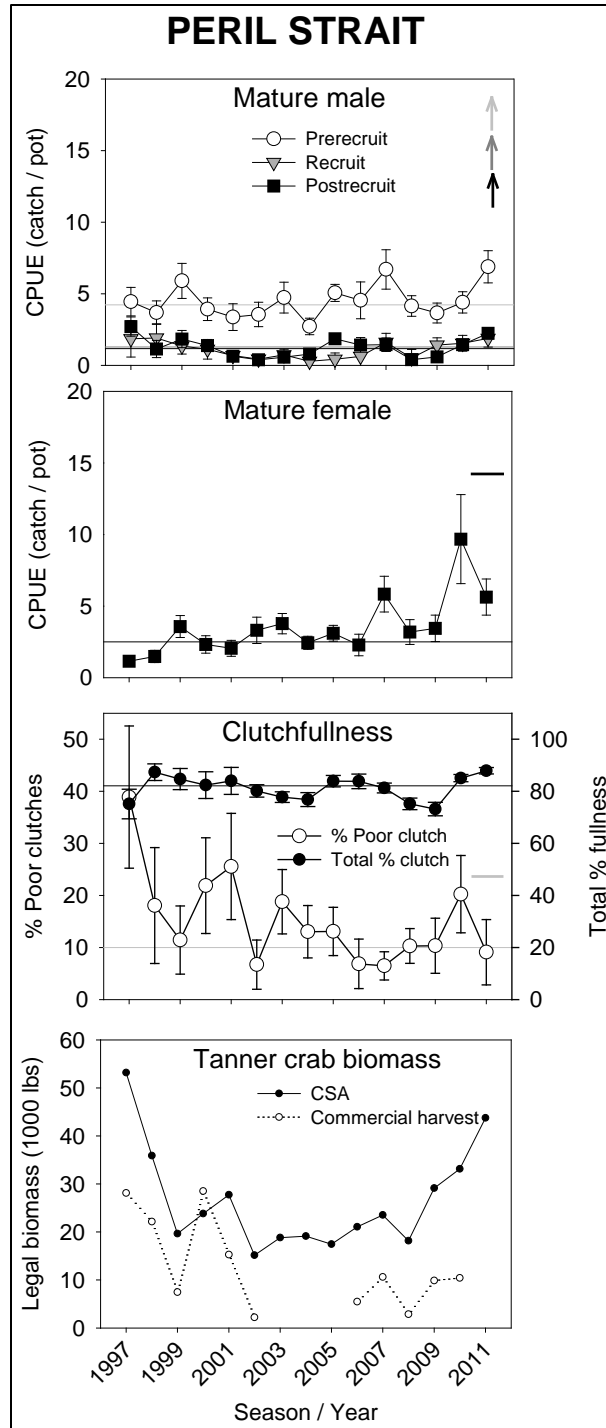 PERIL STRAIT
Mature male
Prerecruit
Recruit
Postrecruit
CPUE (catch / pot)
20
15
10
5
0
Mature female
CPUE (catch / pot)
20
15
10
5
0
Clutchfullness
% Poor clutch
Total % clutch
% Poor clutches
50
40
30
20
10
0
Total % fullness
100
80
60
40
20
0
Tanner crab biomass
CSA
Commercial harvest
Legal biomass (1000 lbs)
60
50
40
30
20
10
0
1997
1999
2001
2003
2005
2007
2009
2011
Season / Year